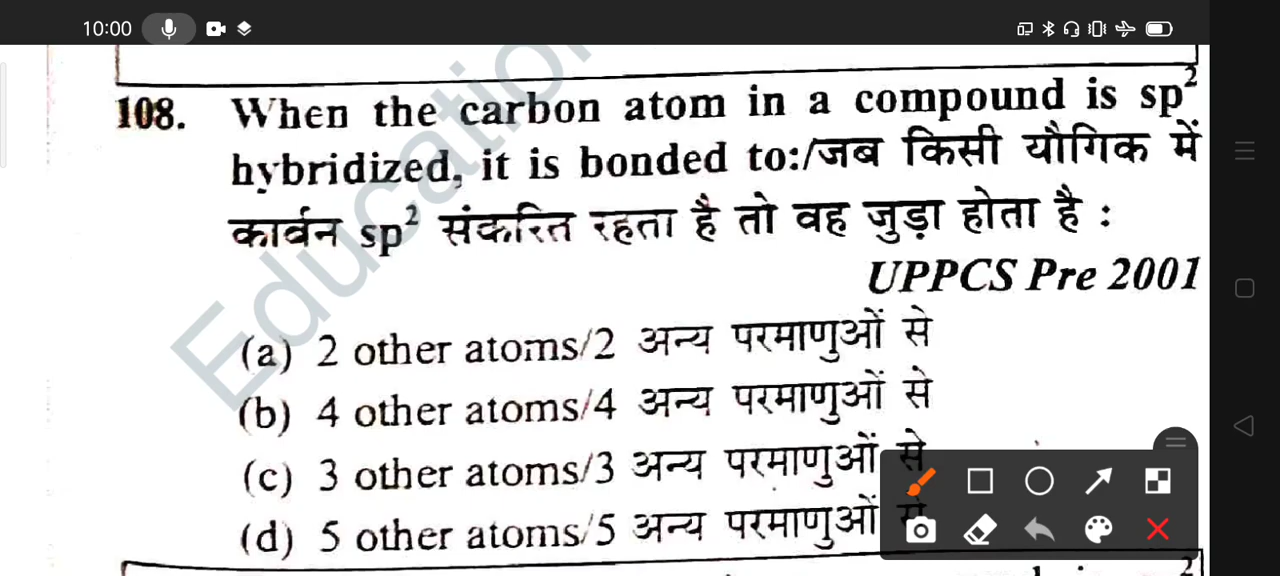 10:00
108. When the carbon atom in a compound is sp²
hybridized, it is bonded to:/जब किसी यौगिक में
कार्बन sp² संकरित रहता है तो वह जुड़ा होता है :
UPPCS Pre 2001
(a) 2 other atoms/2 अन्य परमाणुओं से
(b) 4 other atoms/4 अन्य परमाणुओं से
(c) 3 other atoms/3 अन्य परमाणुओं से
(d) 5 other atoms/5 अन्य परमाणुओं
Education